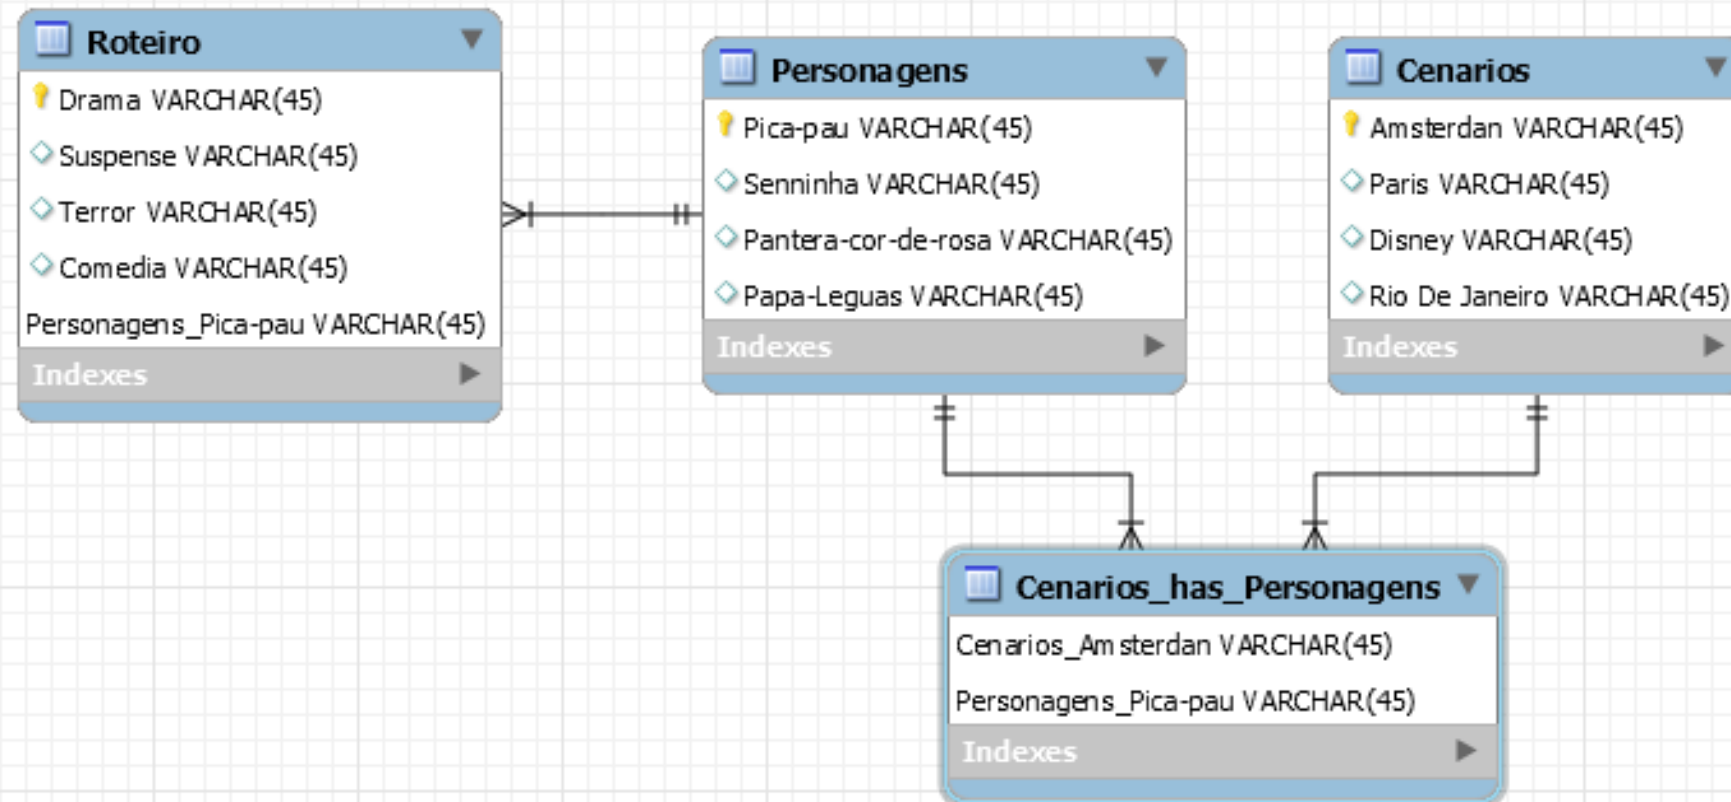 Roteiro
Drama VARCHAR(45)
Suspense VARCHAR(45)
Terror VARCHAR(45)
Comedia VARCHAR(45)
Personagens_Pica-pau VARCHAR(45)
Indexes
Personagens
Pica-pau VARCHAR(45)
Senninha VARCHAR(45)
Pantera-cor-de-rosa VARCHAR(45)
Papa-Leguas VARCHAR(45)
Indexes
Cenarios
Amsterdan VARCHAR(45)
Paris VARCHAR(45)
Disney VARCHAR(45)
Rio De Janeiro VARCHAR(45)
Indexes
Cenarios_has_Personagens
Cenarios_Amsterdan VARCHAR(45)
Personagens_Pica-pau VARCHAR(45)
Indexes